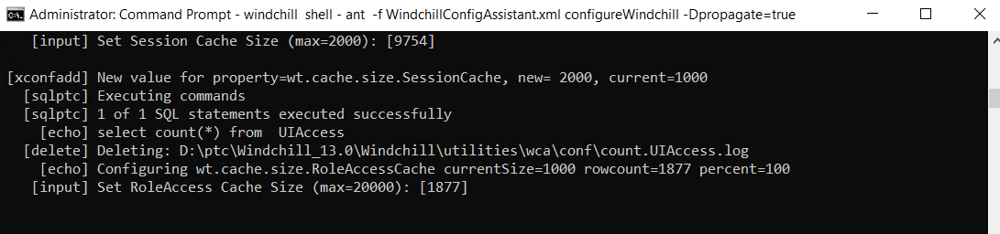 Administrator: Command Prompt - windchill shell - ant -f WindchillConfigAssistant.xml configureWindchill -Dpropagate=true
[input] Set Session Cache Size (max=2000): [9754]
[xconfadd] New value for property=wt.cache.size.SessionCache, new= 2000, current=1000
[sqlptc] Executing commands
[sqlptc] 1 of 1 SQL statements executed successfully
[echo] select count(*) from  UIAccess
[delete] Deleting: D:\ptc\Windchill_13.0\Windchill\utilities\wca\conf\count.UIAccess.log
[echo] Configuring wt.cache.size.RoleAccessCache currentSize=1000 rowcount=1877 percent=100
[input] Set RoleAccess Cache Size (max=20000): [1877]